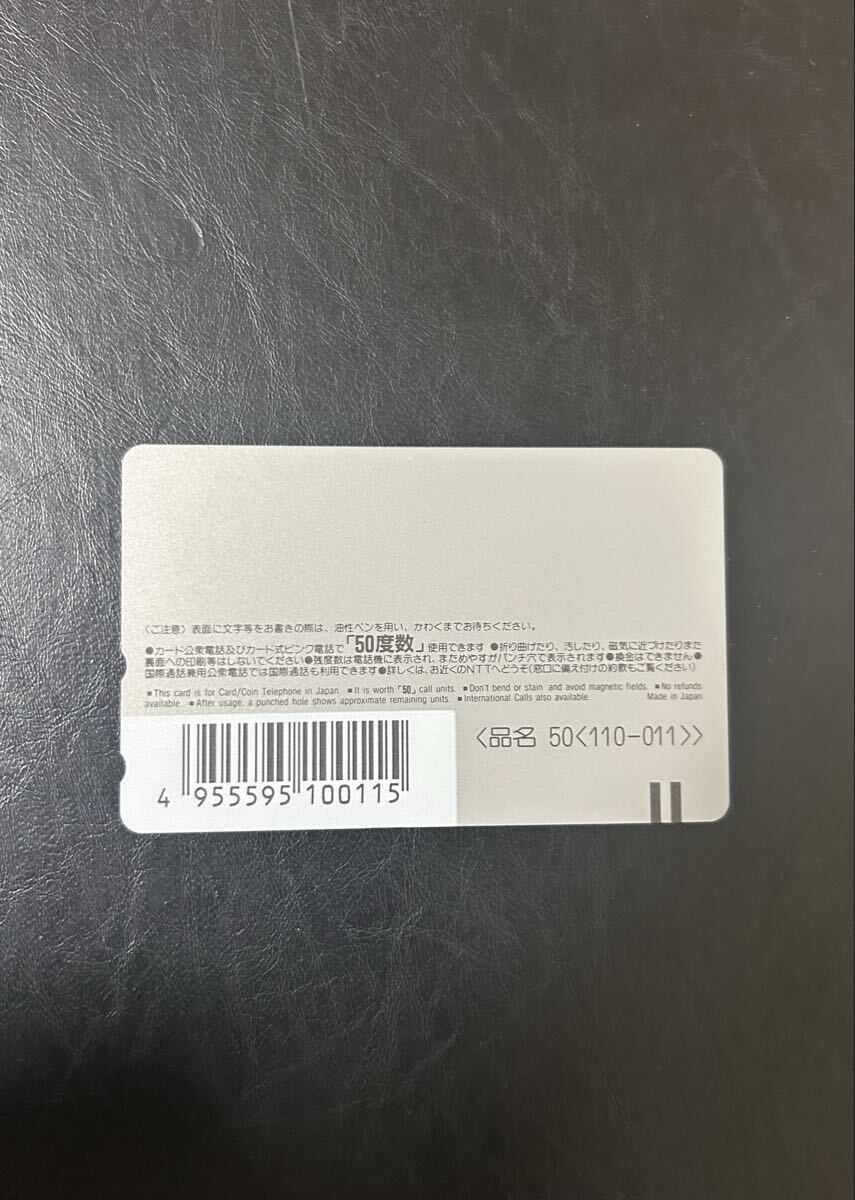 〈ご注意〉表面に文字等をお書きの際は、油性ペンを用い、かわくまでお待ちください。
●カード公衆電話及びカード式ピンク電話で「50度数」使用できます ●折り曲げたり、汚したり、磁気に近づけたりまた
裏面への印刷等はしないでください●残度数は電話機に表示され、まためやすがパンチ穴で表示されます●換金はできません●
国際通話兼用公衆電話では国際通話も利用できます●詳しくは、お近くのNTTへどうぞ(窓口に備え付けの約款もご覧ください)
■This card is for Card/Coin Telephone in Japan. ■It is worth「50」call units. ■Don't bend or stain and avoid magnetic fields. ■No refunds
available. ■After usage, a punched hole shows approximate remaining units. ■International Calls also available. Made in Japan
〈品名 50〈110-011〉〉
4 955595 100115